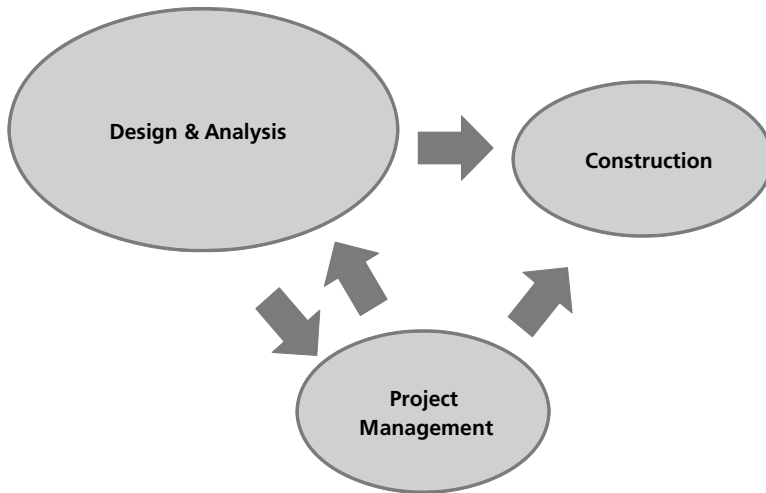 Design & Analysis
Construction
Project
Management